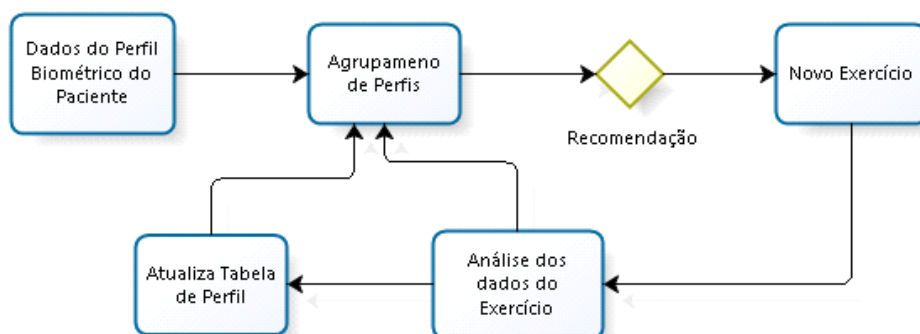 Dados do Perfil
Biométrico do
Paciente
Agrupameno
de Perfis
Recomendação
Novo Exercício
Atualiza Tabela
de Perfil
Análise dos
dados do
Exercício